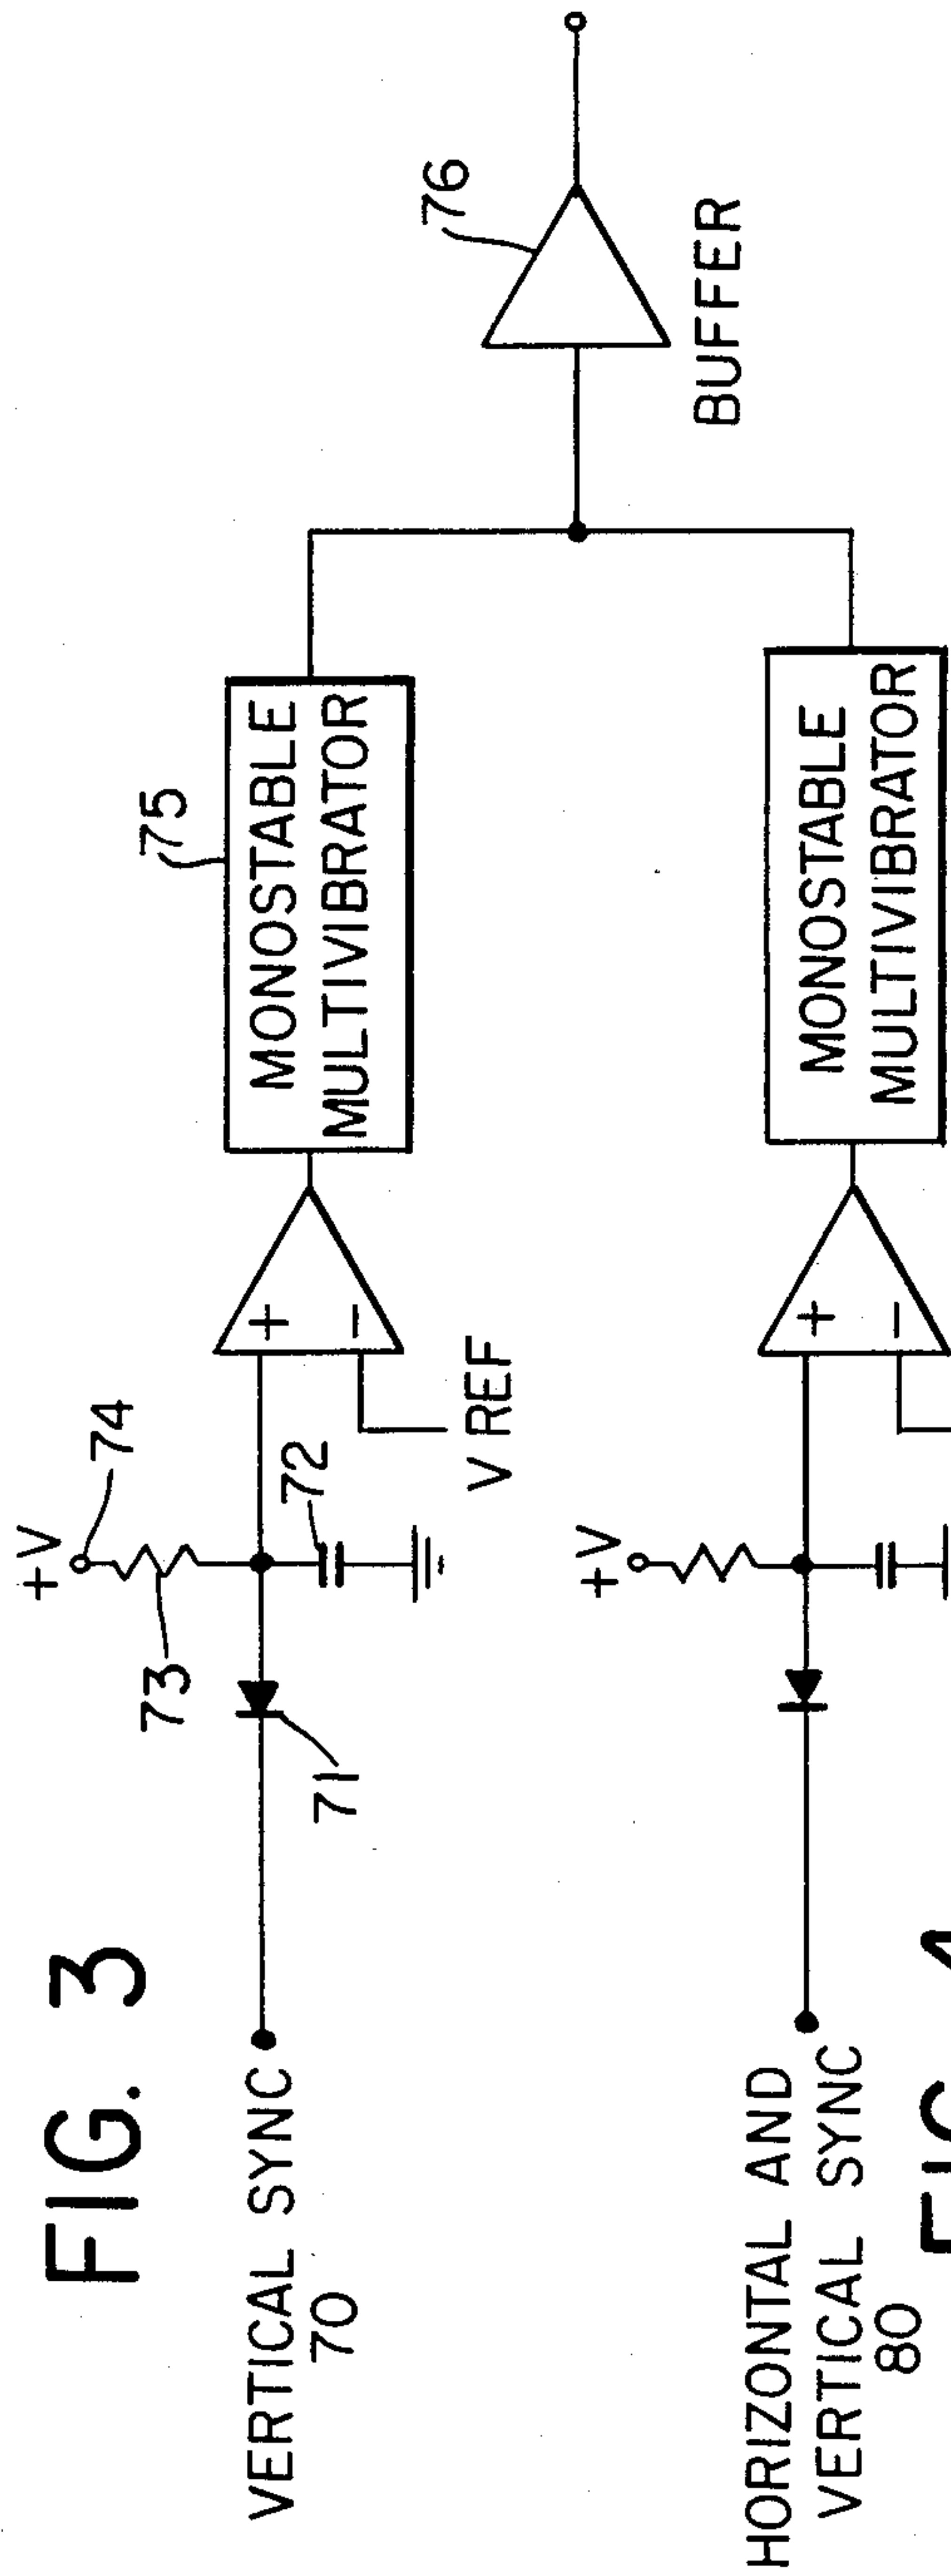 FIG. 3
+V
74
73
VERTICAL SYNC
70
71
72
+
-
V REF
75
MONOSTABLE
MULTIVIBRATOR
76
BUFFER
+V
HORIZONTAL AND
VERTICAL SYNC
80
+
-
MONOSTABLE
MULTIVIBRATOR